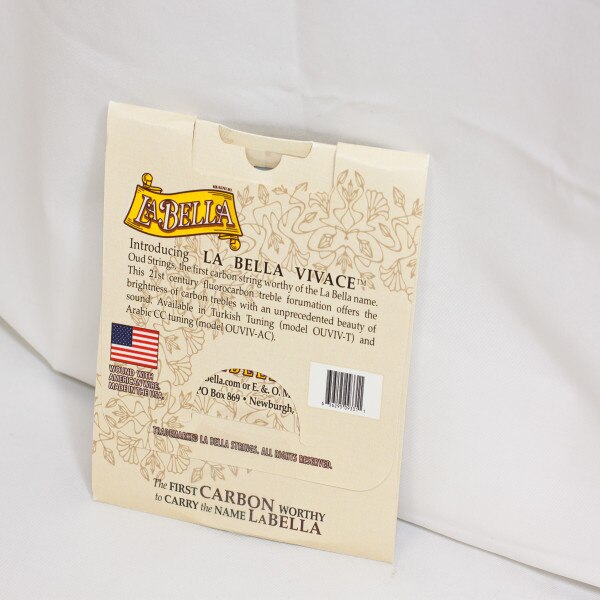 LA BELLA
Introducing LA BELLA VIVACE™
Oud Strings, the first carbon string worthy of the La Bella name.
This 21st century fluorocarbon treble forumation offers the
brightness of carbon trebles with an unprecedented beauty of
sound. Available in Turkish Tuning (model OUVIV-T) and
Arabic CC tuning (model OUVIV-AC).
WOUND WITH
AMERICAN WIRE.
MADE IN THE USA.
Bella.com or E. & O. M
PO Box 869 • Newburgh,
TRADEMARKED LA BELLA STRINGS. ALL RIGHTS RESERVED.
The FIRST CARBON WORTHY
to CARRY the NAME LABELLA